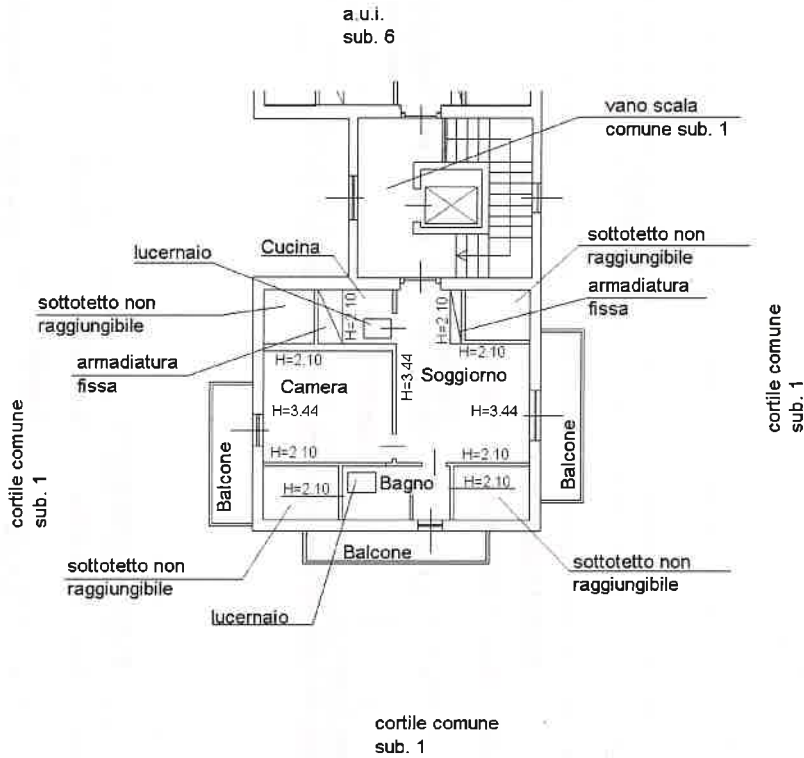 a.u.i.
sub. 6
vano scala
comune sub. 1
lucernaio
Cucina
sottotetto non
raggiungibile
sottotetto non
raggiungibile
armadiatura
fissa
armadiatura
fissa
H=2.10
H=2.10
H=2.10
H=2.10
H=3.44
Camera
Soggiorno
H=3.44
H=3.44
H=2.10
H=2.10
H=2.10
Bagno
H=2.10
Balcone
Balcone
Balcone
cortile comune
sub. 1
cortile comune
sub. 1
sottotetto non
raggiungibile
sottotetto non
raggiungibile
lucernaio
cortile comune
sub. 1